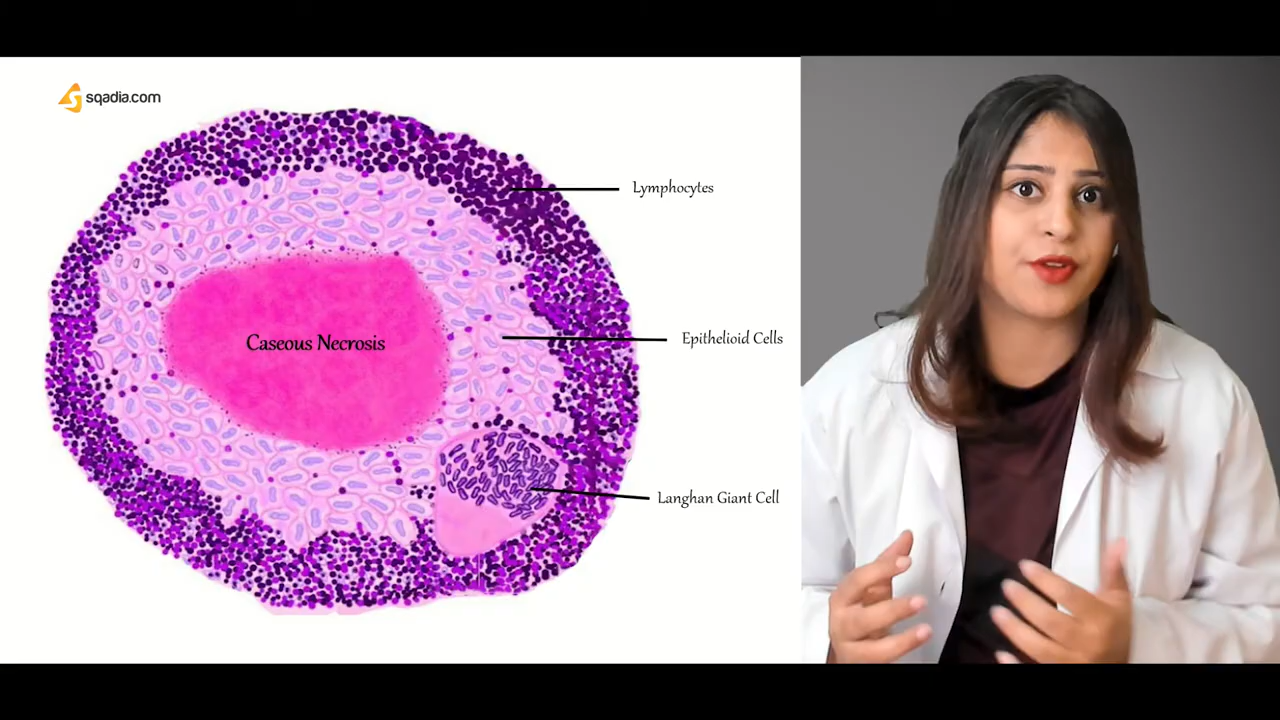 sqadia.com
Lymphocytes
Caseous Necrosis
Epithelioid Cells
Langhan Giant Cell